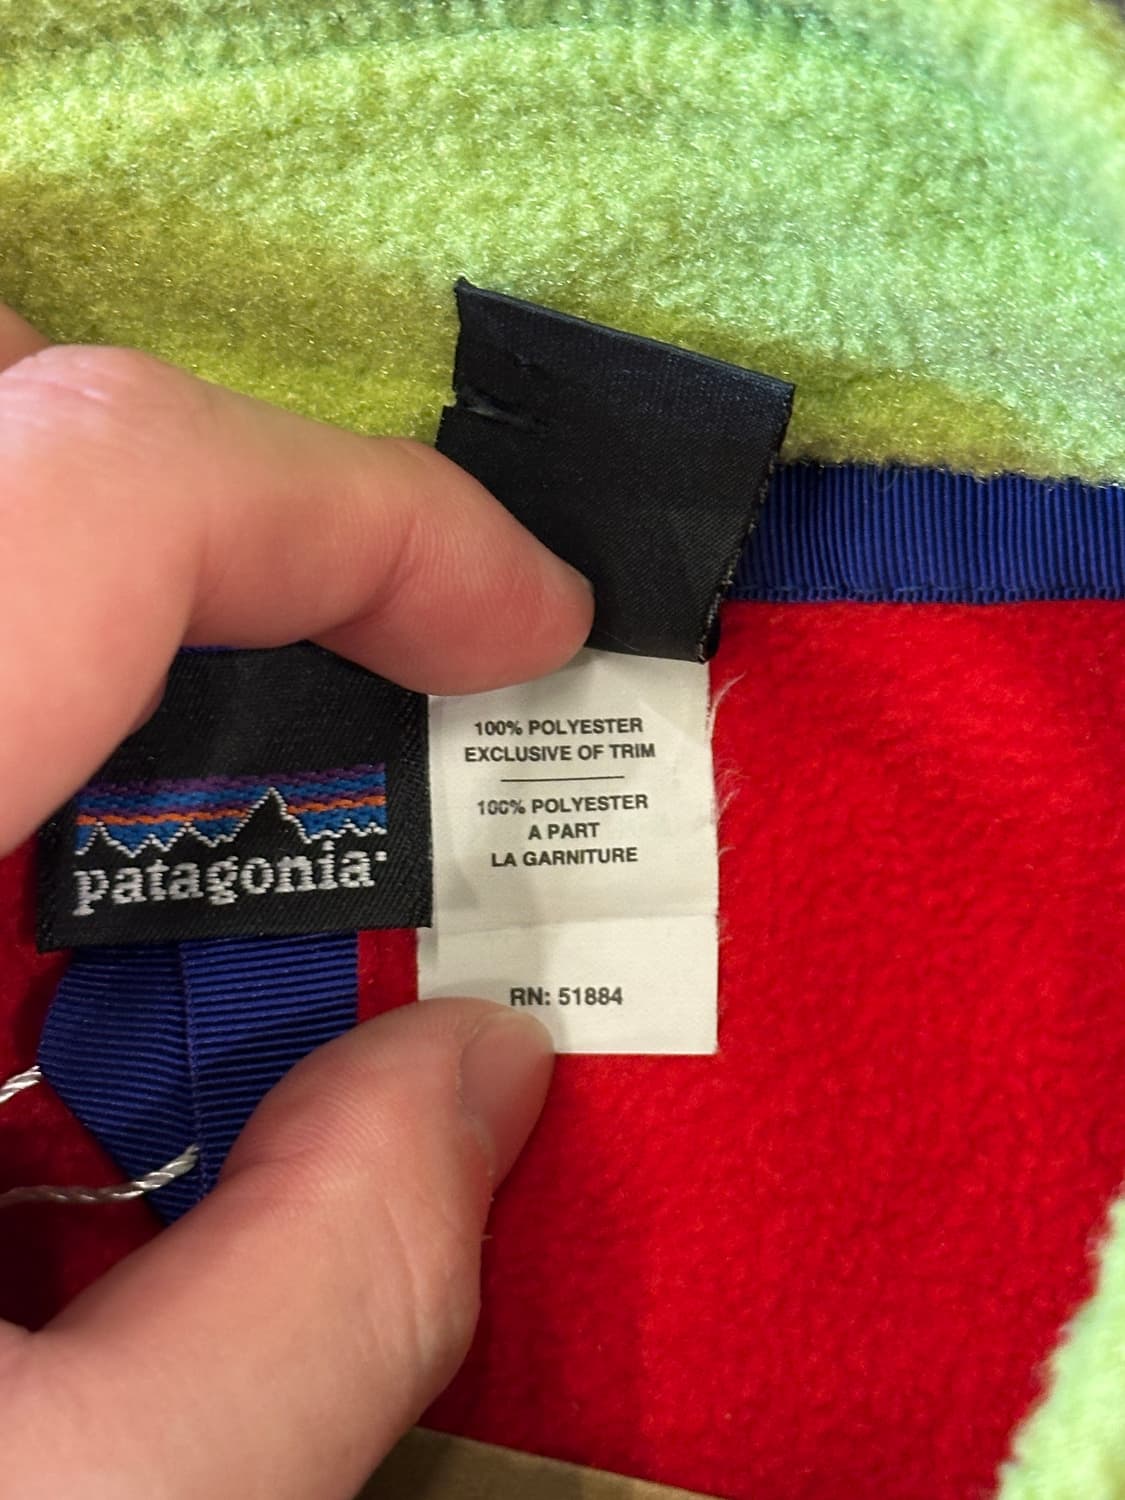 100% POLYESTER
EXCLUSIVE OF TRIM
100% POLYESTER
A PART
LA GARNITURE
patagonia
RN: 51884